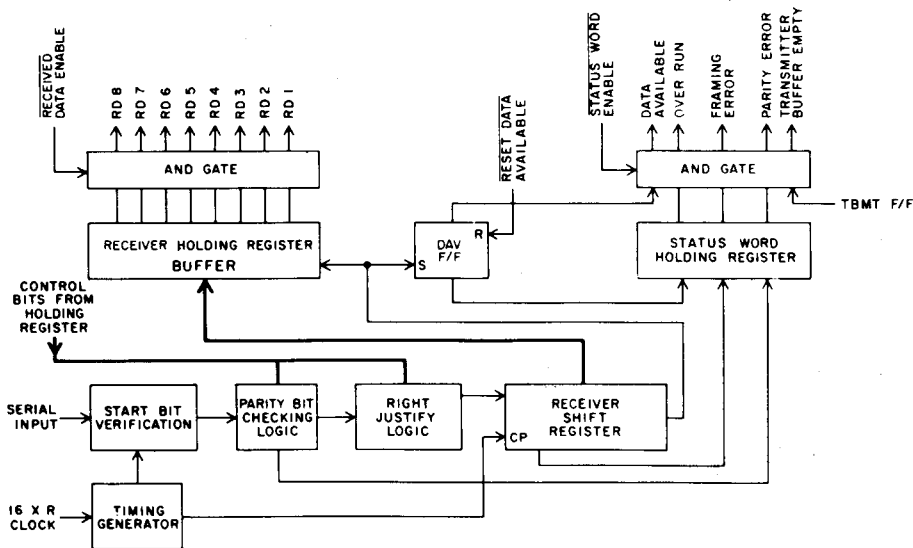 RECEIVED
DATA ENABLE
RD 8
RD 7
RD 6
RD 5
RD 4
RD 3
RD 2
RD 1
AND GATE
RECEIVER HOLDING REGISTER
BUFFER
CONTROL
BITS FROM
HOLDING
REGISTER
RESET DATA
AVAILABLE
R
DAV
F/F
S
STATUS WORD
ENABLE
DATA
AVAILABLE
OVER RUN
FRAMING
ERROR
PARITY ERROR
TRANSMITTER
BUFFER EMPTY
AND GATE
TBMT F/F
STATUS WORD
HOLDING REGISTER
SERIAL
INPUT
START BIT
VERIFICATION
PARITY BIT
CHECKING
LOGIC
RIGHT
JUSTIFY LOGIC
RECEIVER
SHIFT
REGISTER
CP
16 X R
CLOCK
TIMING
GENERATOR